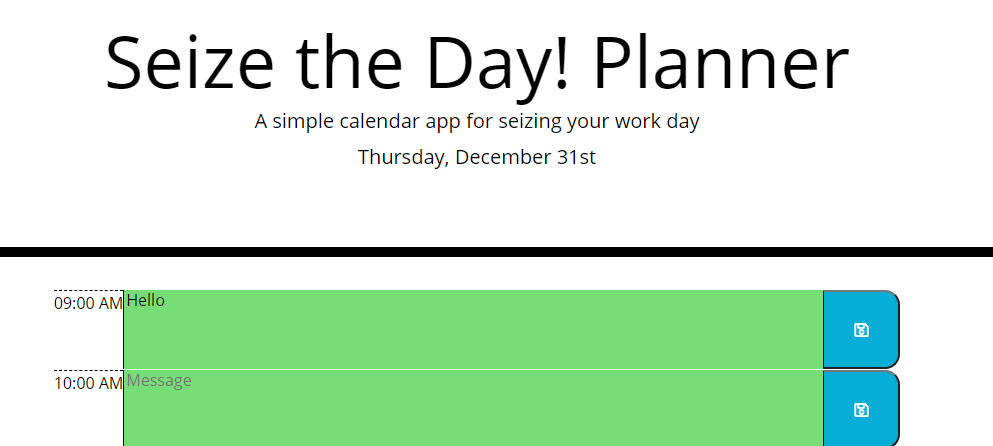 Seize the Day! Planner
A simple calendar app for seizing your work day
Thursday, December 31st
09:00 AM Hello
10:00 AM Message